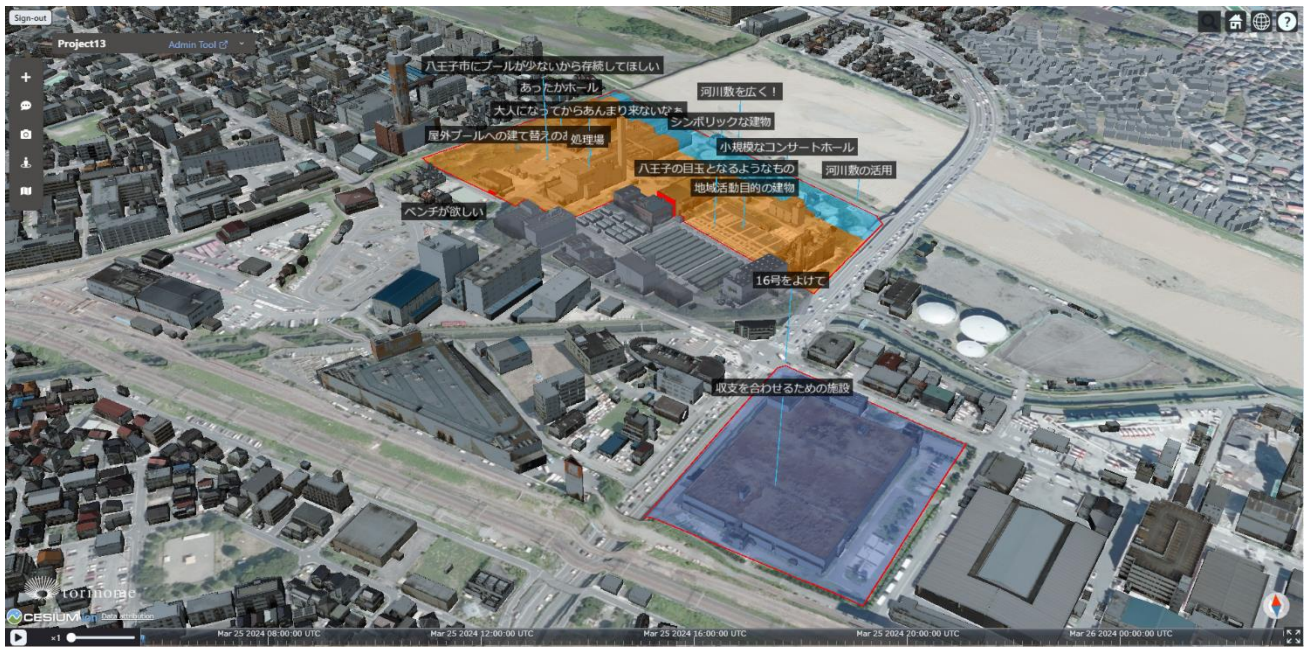 Sign-out
Project13
Admin Tool
八王子市にプールが少ないから存続してほしい
あったかホール
河川敷を広く！
大人になってからあんまり来ないなぁ
シンボリックな建物
屋外プールへの建て替えの
処理場
小規模なコンサートホール
八王子の目玉となるようなもの
河川敷の活用
地域活動目的の建物
ベンチが欲しい
16号をよけて
収支を合わせるための施設
torinome
CESIUM ion
Data attribution
×1
Mar 25 2024 08:00:00 UTC
Mar 25 2024 12:00:00 UTC
Mar 25 2024 16:00:00 UTC
Mar 25 2024 20:00:00 UTC
Mar 26 2024 00:00:00 UTC